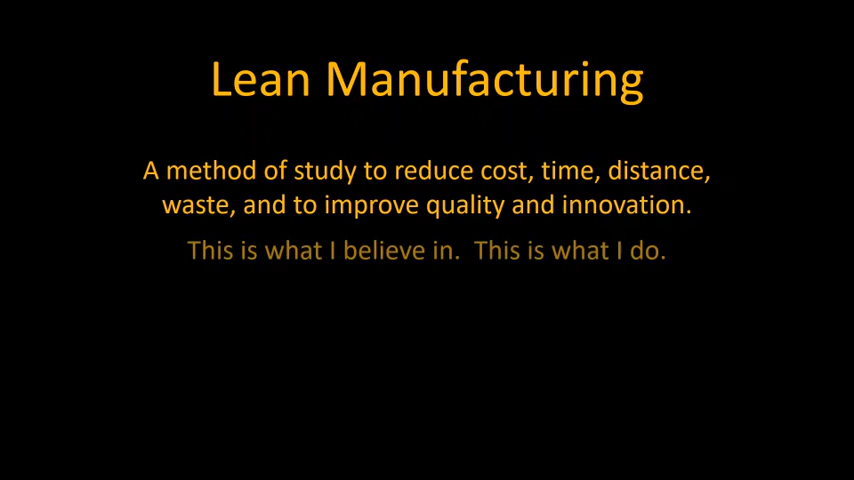 Lean Manufacturing
A method of study to reduce cost, time, distance,
waste, and to improve quality and innovation.
This is what I believe in.  This is what I do.